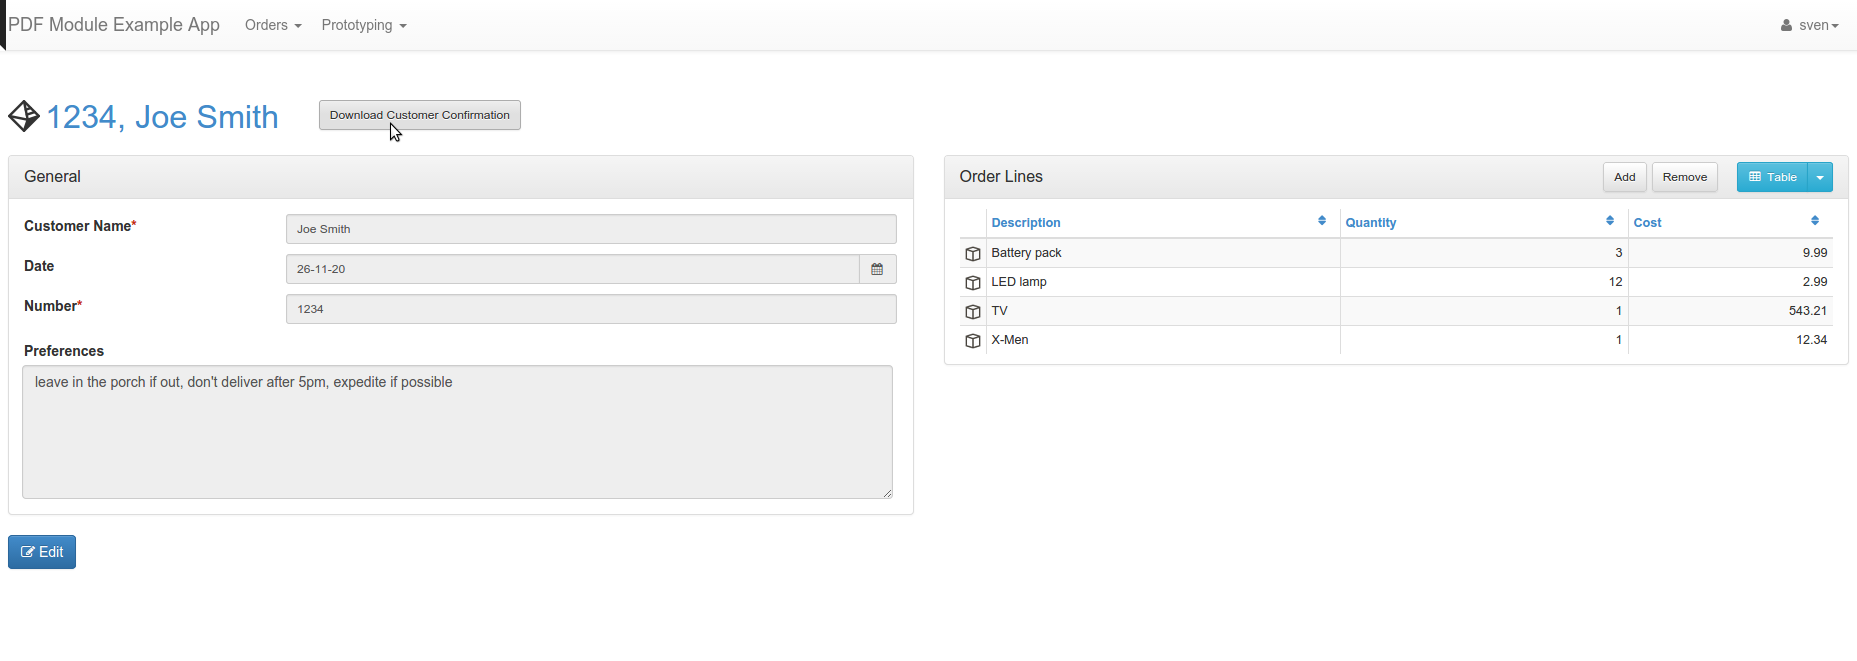 PDF Module Example App Orders Prototyping sven
1234, Joe Smith Download Customer Confirmation
General
Customer Name* Joe Smith
Date 26-11-20
Number* 1234
Preferences
leave in the porch if out, don't deliver after 5pm, expedite if possible
Edit
Order Lines Add Remove Table
Description Quantity Cost
Battery pack 3 9.99
LED lamp 12 2.99
TV 1 543.21
X-Men 1 12.34